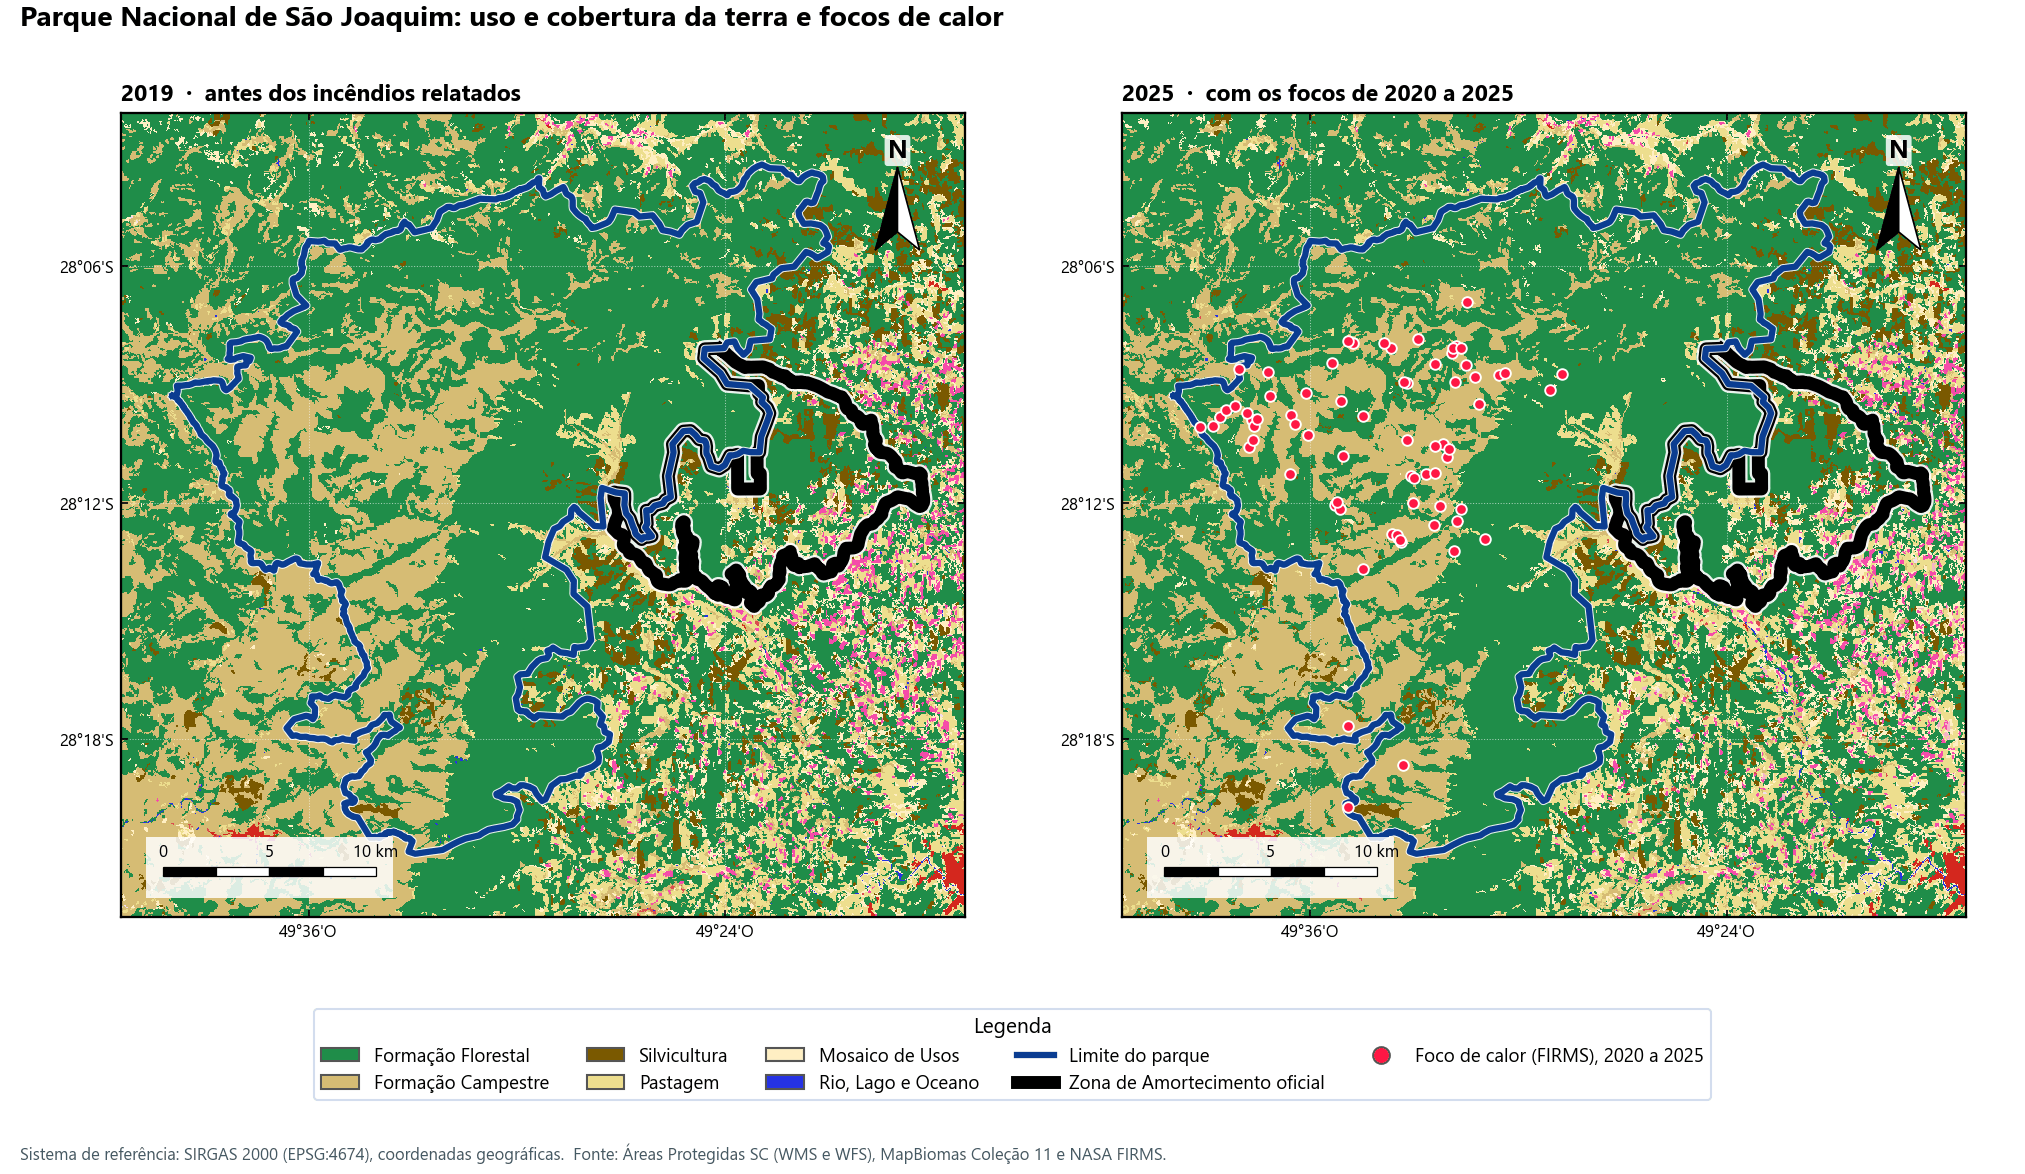 Parque Nacional de São Joaquim: uso e cobertura da terra e focos de calor
2019 · antes dos incêndios relatados
2025 · com os focos de 2020 a 2025
N
28°06'S
28°12'S
28°18'S
0 5 10 km
49°36'O 49°24'O
N
28°06'S
28°12'S
28°18'S
0 5 10 km
49°36'O 49°24'O
Legenda
Formação Florestal Silvicultura Mosaico de Usos Limite do parque Foco de calor (FIRMS), 2020 a 2025
Formação Campestre Pastagem Rio, Lago e Oceano Zona de Amortecimento oficial
Sistema de referência: SIRGAS 2000 (EPSG:4674), coordenadas geográficas. Fonte: Áreas Protegidas SC (WMS e WFS), MapBiomas Coleção 11 e NASA FIRMS.